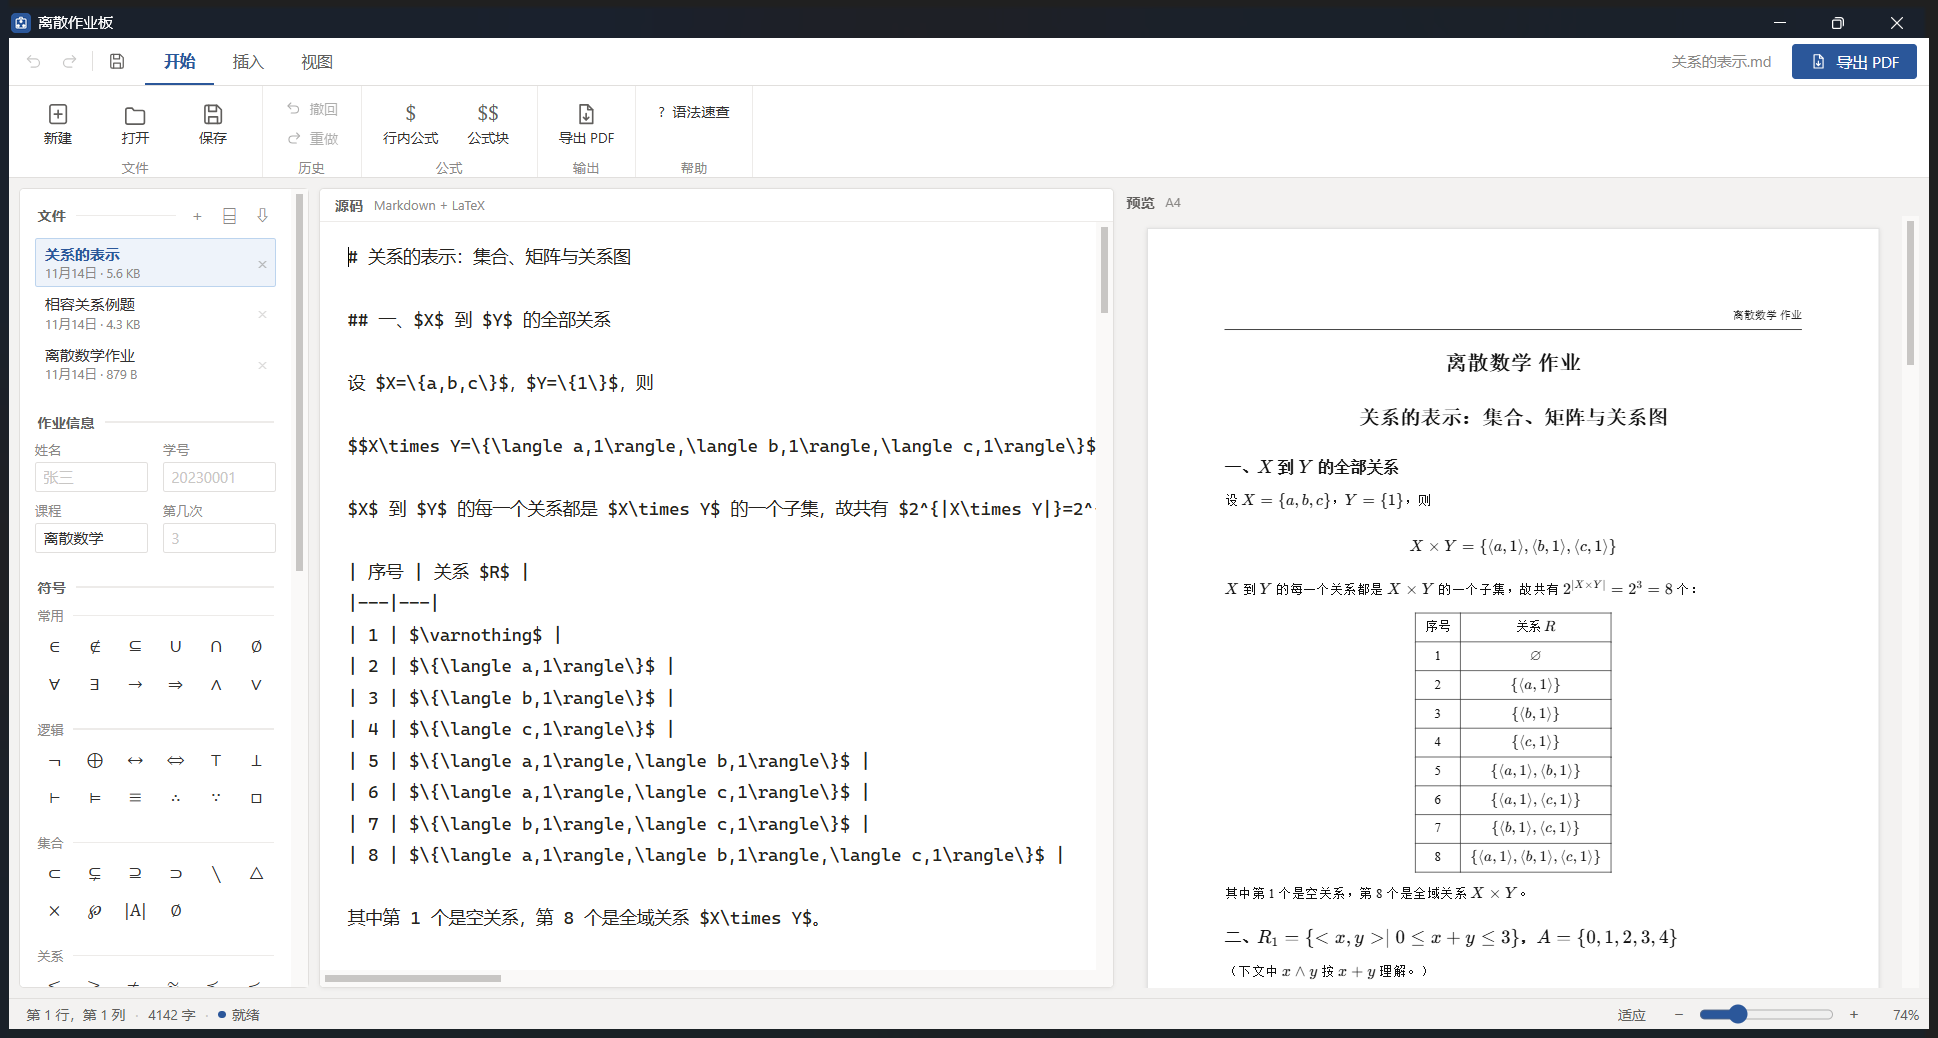 离散作业板
开始 插入 视图
关系的表示.md 导出 PDF
新建 打开 保存
文件
撤回
重做
历史
$ $$
行内公式 公式块
公式
导出 PDF
输出
? 语法速查
帮助
文件
关系的表示
11月14日 · 5.6 KB
相容关系例题
11月14日 · 4.3 KB
离散数学作业
11月14日 · 879 B
作业信息
姓名 学号
张三 20230001
课程 第几次
离散数学 3
符号
常用
∈ ∉ ⊆ ∪ ∩ ∅
∀ ∃ → ⇒ ∧ ∨
逻辑
¬ ⊕ ↔ ⇔ ⊤ ⊥
⊢ ⊨ ≡ ∴ ∵ □
集合
⊂ ⊊ ⊇ ⊃ \ △
× ℘ |A| ∅
关系
源码 Markdown + LaTeX
# 关系的表示：集合、矩阵与关系图
## 一、$X$ 到 $Y$ 的全部关系
设 $X=\{a,b,c\}$，$Y=\{1\}$，则
$$X\times Y=\{\langle a,1\rangle,\langle b,1\rangle,\langle c,1\rangle\}$
$X$ 到 $Y$ 的每一个关系都是 $X\times Y$ 的一个子集，故共有 $2^{|X\times Y|}=2^
| 序号 | 关系 $R$ |
|---|---|
| 1 | $\varnothing$ |
| 2 | $\{\langle a,1\rangle\}$ |
| 3 | $\{\langle b,1\rangle\}$ |
| 4 | $\{\langle c,1\rangle\}$ |
| 5 | $\{\langle a,1\rangle,\langle b,1\rangle\}$ |
| 6 | $\{\langle a,1\rangle,\langle c,1\rangle\}$ |
| 7 | $\{\langle b,1\rangle,\langle c,1\rangle\}$ |
| 8 | $\{\langle a,1\rangle,\langle b,1\rangle,\langle c,1\rangle\}$ |
其中第 1 个是空关系，第 8 个是全域关系 $X\times Y$。
预览 A4
离散数学 作业
离散数学 作业
关系的表示：集合、矩阵与关系图
一、X 到 Y 的全部关系
设 X = {a, b, c}，Y = {1}，则
X × Y = {⟨a, 1⟩, ⟨b, 1⟩, ⟨c, 1⟩}
X 到 Y 的每一个关系都是 X × Y 的一个子集，故共有 2^{|X×Y|} = 2³ = 8 个：
序号 关系 R
1 ∅
2 {⟨a, 1⟩}
3 {⟨b, 1⟩}
4 {⟨c, 1⟩}
5 {⟨a, 1⟩, ⟨b, 1⟩}
6 {⟨a, 1⟩, ⟨c, 1⟩}
7 {⟨b, 1⟩, ⟨c, 1⟩}
8 {⟨a, 1⟩, ⟨b, 1⟩, ⟨c, 1⟩}
其中第 1 个是空关系，第 8 个是全域关系 X × Y。
二、R₁ = {< x, y >| 0 ≤ x + y ≤ 3}，A = {0, 1, 2, 3, 4}
（下文中 x ∧ y 按 x + y 理解。）
第 1 行，第 1 列 · 4142 字 · 就绪
适应 − + 74%